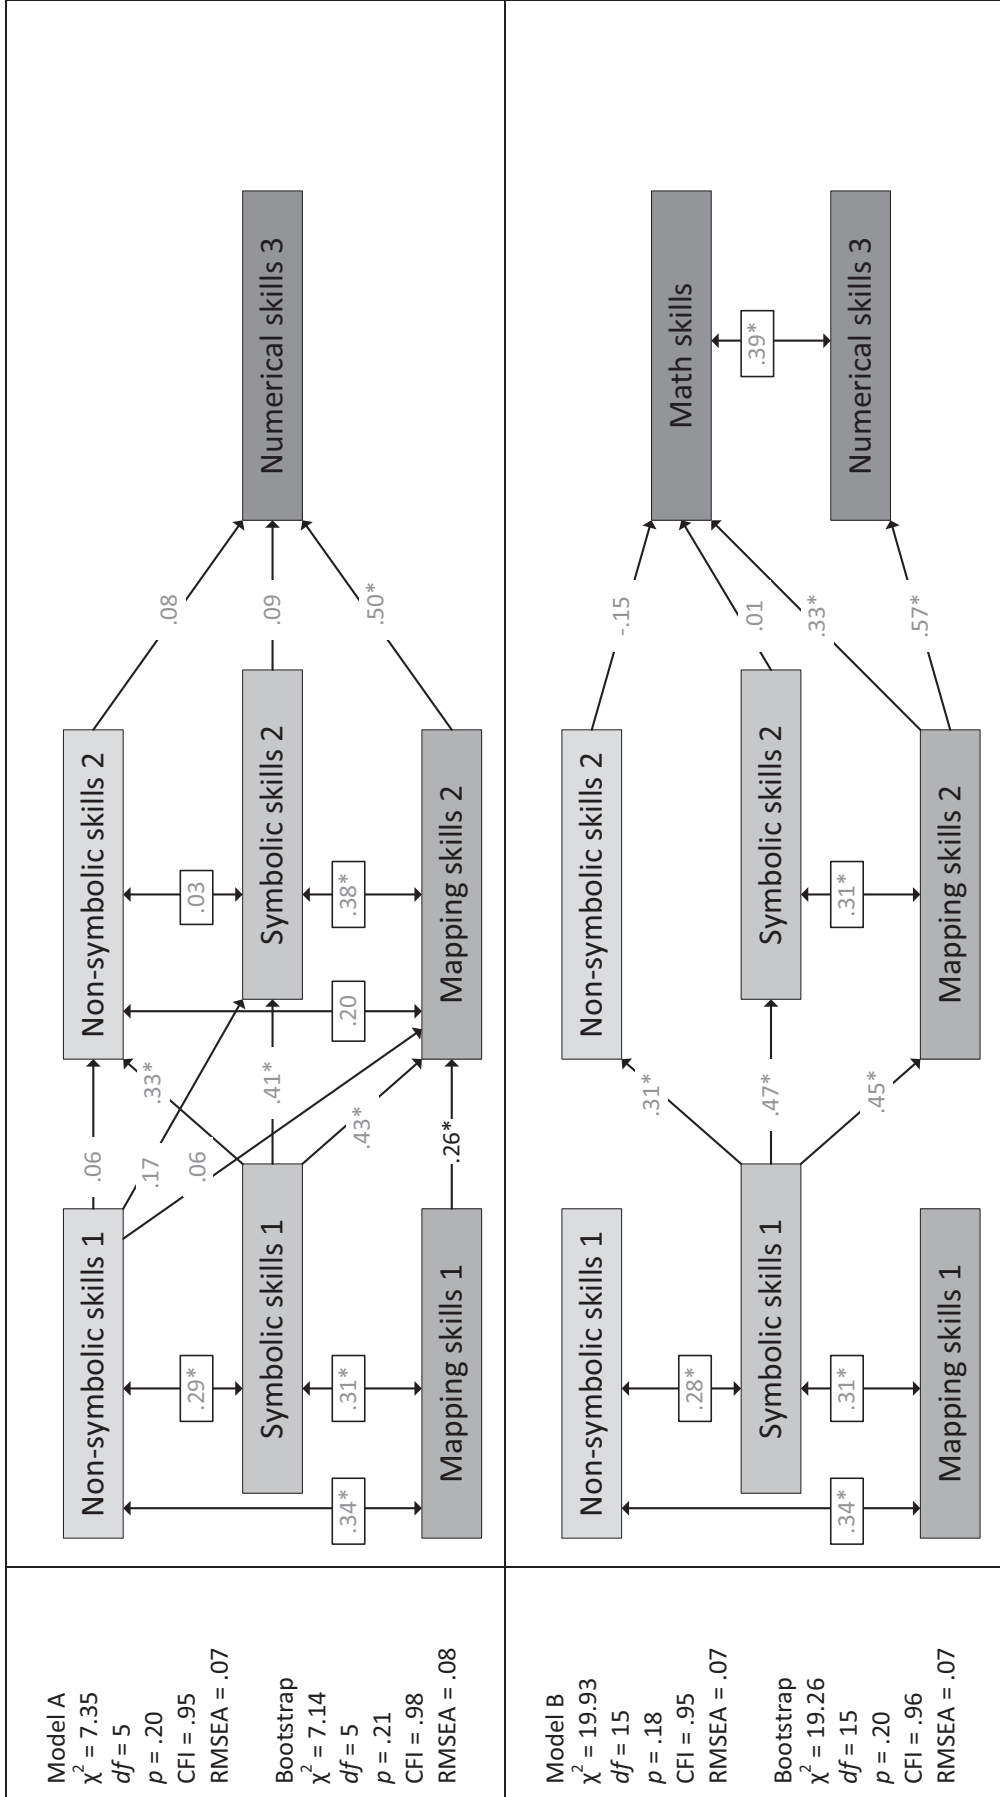 Model A
χ² = 7.35
df = 5
p = .20
CFI = .95
RMSEA = .07
Bootstrap
χ² = 7.14
df = 5
p = .21
CFI = .98
RMSEA = .08
Non-symbolic skills 1
Symbolic skills 1
Mapping skills 1
.34*
.29*
.31*
.06
.17
.06
.33*
.41*
.43*
.26*
Non-symbolic skills 2
Symbolic skills 2
Mapping skills 2
.20
.03
.38*
.08
.09
.50*
Numerical skills 3
Model B
χ² = 19.93
df = 15
p = .18
CFI = .95
RMSEA = .07
Bootstrap
χ² = 19.26
df = 15
p = .20
CFI = .96
RMSEA = .07
Non-symbolic skills 1
Symbolic skills 1
Mapping skills 1
.34*
.28*
.31*
.31*
.47*
.45*
Non-symbolic skills 2
Symbolic skills 2
Mapping skills 2
.31*
-.15
.01
.33*
.57*
Math skills
.39*
Numerical skills 3